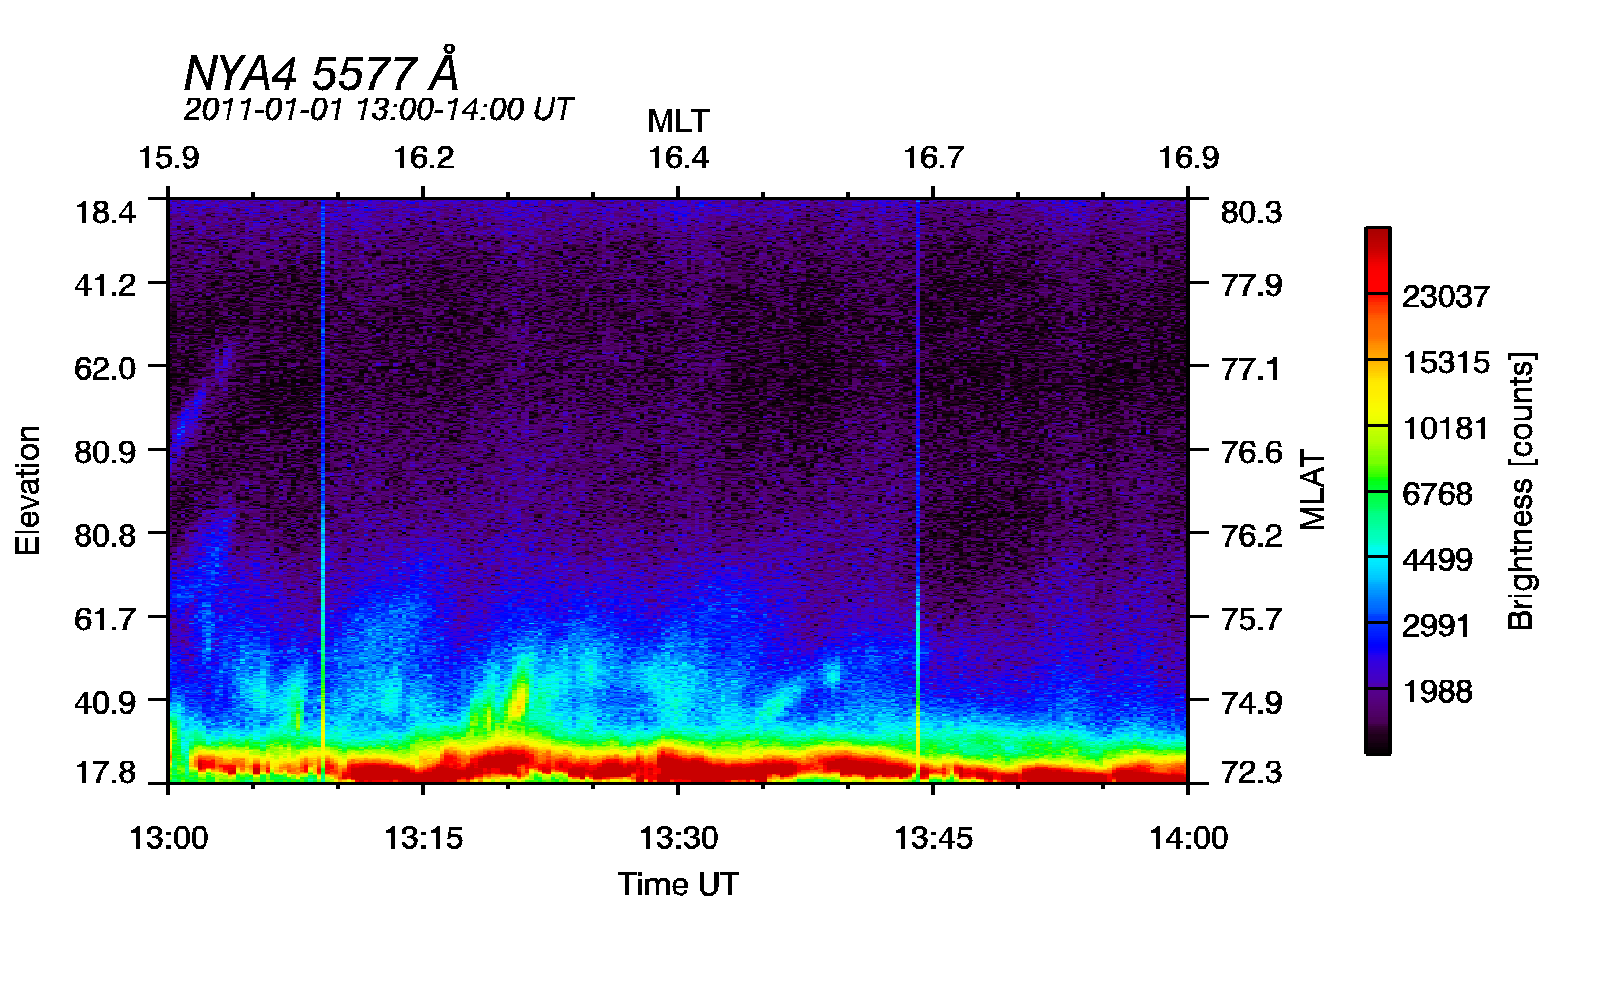 NYA4 5577 Å
2011-01-01 13:00-14:00 UT
MLT
15.9 16.2 16.4 16.7 16.9
18.4
41.2
62.0
80.9
80.8
61.7
40.9
17.8
Elevation
80.3
77.9
77.1
76.6
76.2
75.7
74.9
72.3
MLAT
23037
15315
10181
6768
4499
2991
1988
Brightness [counts]
13:00 13:15 13:30 13:45 14:00
Time UT